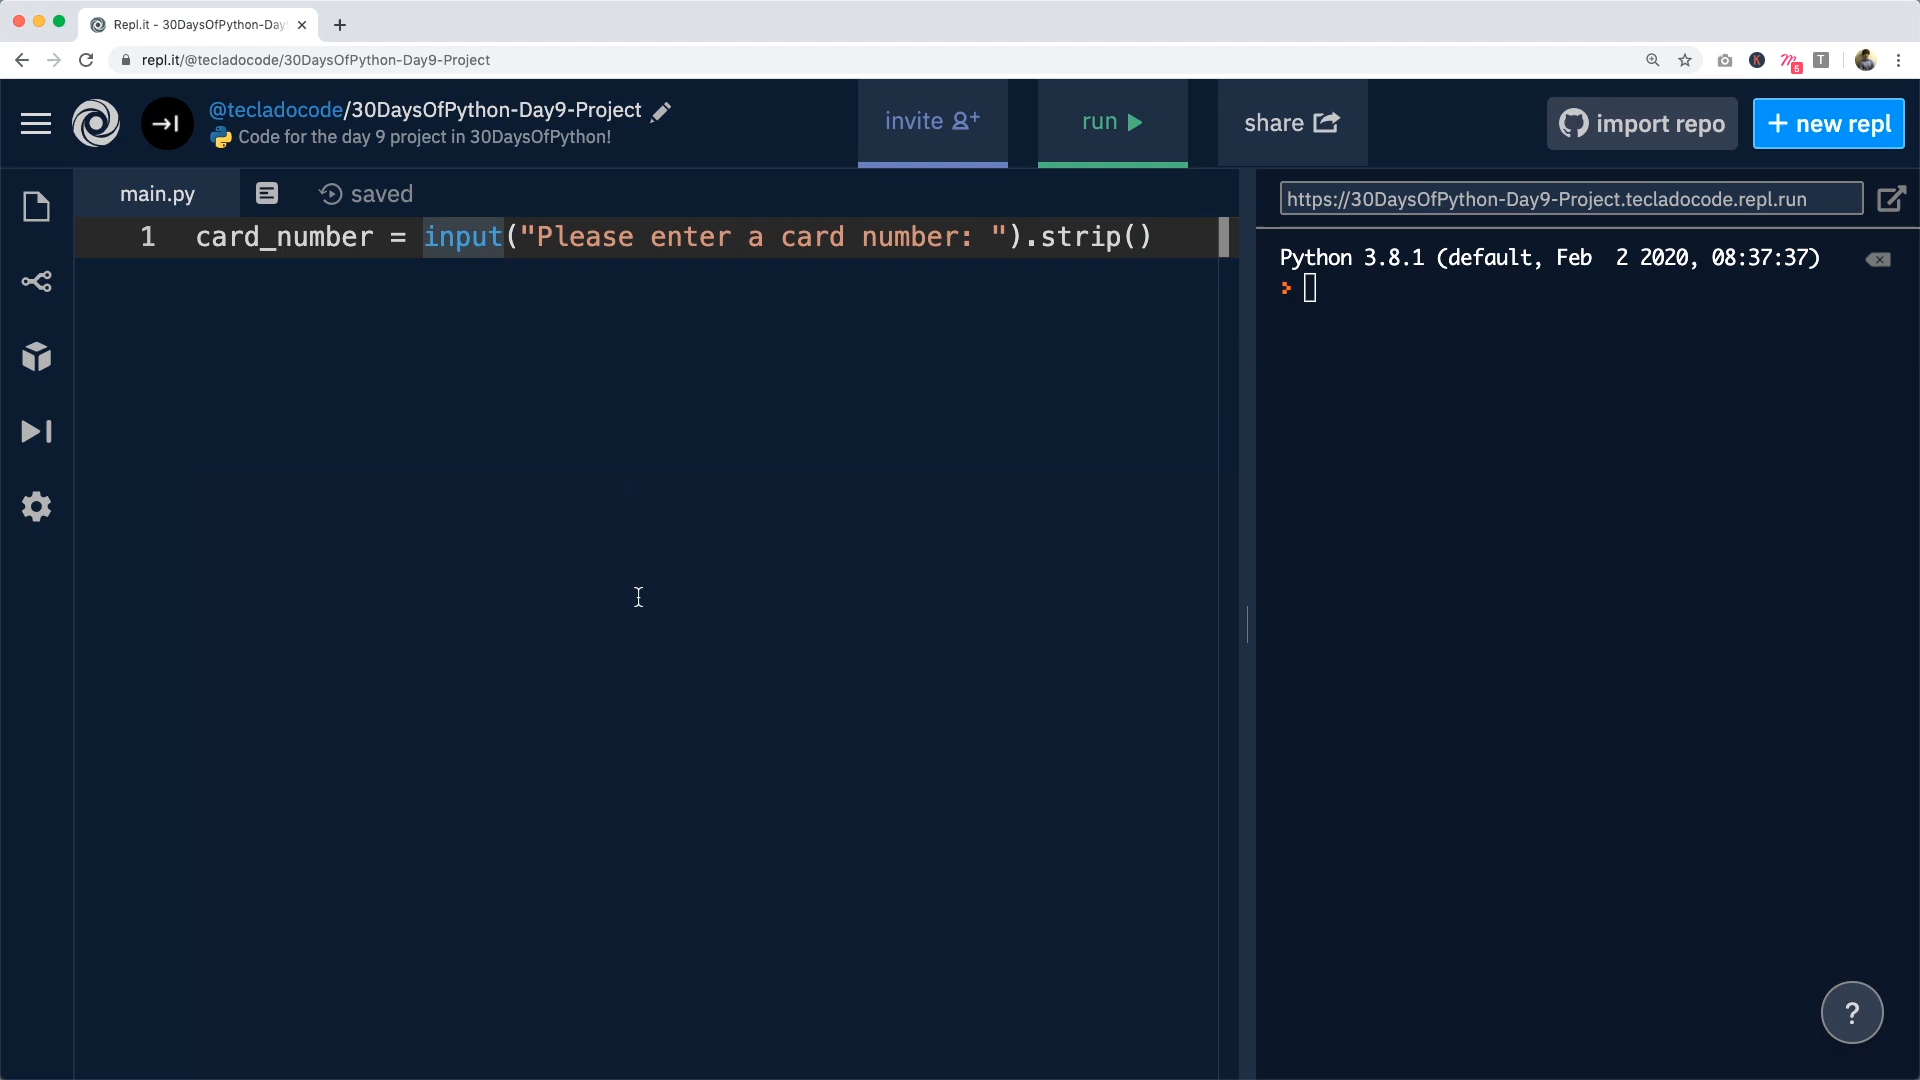 Repl.it - 30DaysOfPython-Day
repl.it/@tecladocode/30DaysOfPython-Day9-Project
K
5
T
@tecladocode/30DaysOfPython-Day9-Project
Code for the day 9 project in 30DaysOfPython!
invite
run
share
import repo
+ new repl
main.py
saved
https://30DaysOfPython-Day9-Project.tecladocode.repl.run
1 card_number = input("Please enter a card number: ").strip()
Python 3.8.1 (default, Feb  2 2020, 08:37:37)
?